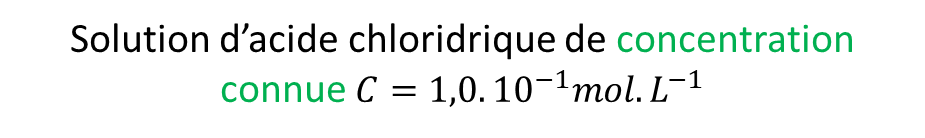 Solution d’acide chloridrique de concentration
connue C = 1,0. 10⁻¹mol. L⁻¹